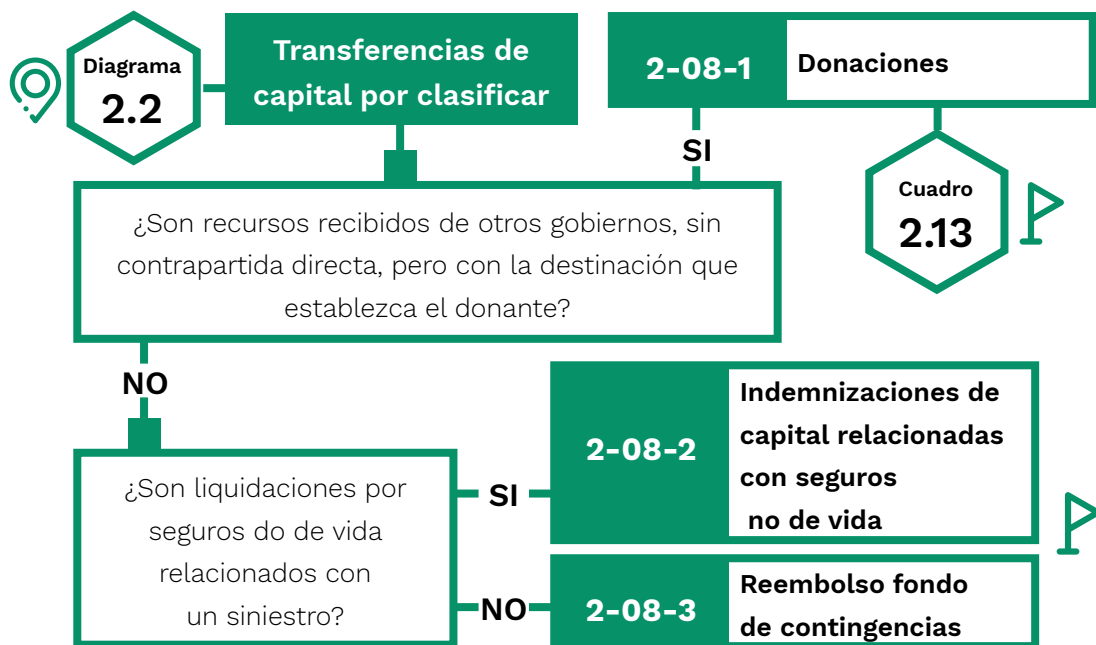 Diagrama
2.2
Transferencias de
capital por clasificar
2-08-1
Donaciones
SI
Cuadro
2.13
¿Son recursos recibidos de otros gobiernos, sin
contrapartida directa, pero con la destinación que
establezca el donante?
NO
¿Son liquidaciones por
seguros do de vida
relacionados con
un siniestro?
SI
2-08-2
Indemnizaciones de
capital relacionadas
con seguros
no de vida
NO
2-08-3
Reembolso fondo
de contingencias